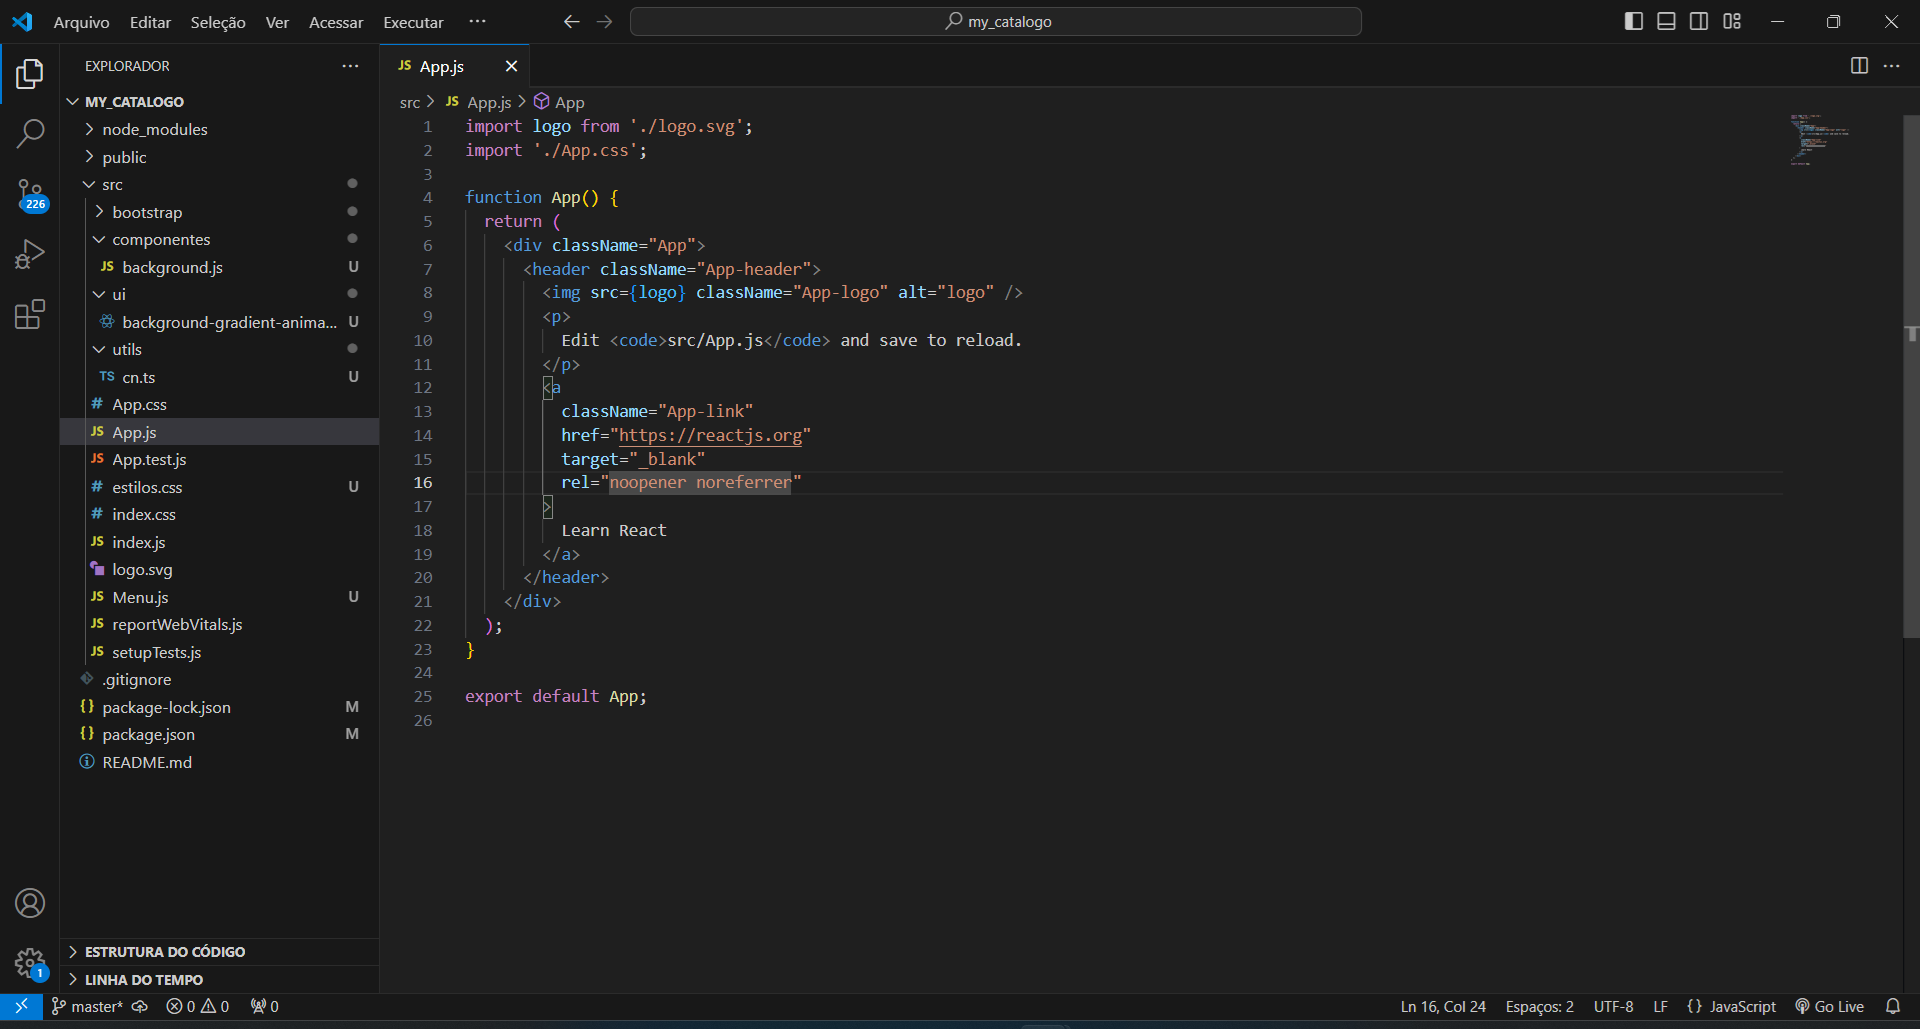 Arquivo Editar Seleção Ver Acessar Executar ··· my_catalogo
EXPLORADOR ···
MY_CATALOGO
node_modules
public
src
bootstrap
componentes
JS background.js U
ui
background-gradient-anima... U
utils
TS cn.ts U
# App.css
JS App.js
JS App.test.js
# estilos.css U
# index.css
JS index.js
logo.svg
JS Menu.js U
JS reportWebVitals.js
JS setupTests.js
.gitignore
{} package-lock.json M
{} package.json M
README.md
ESTRUTURA DO CÓDIGO
LINHA DO TEMPO
226
1
JS App.js
src > JS App.js > App
1 import logo from './logo.svg';
2 import './App.css';
3
4 function App() {
5 return (
6 <div className="App">
7 <header className="App-header">
8 <img src={logo} className="App-logo" alt="logo" />
9 <p>
10 Edit <code>src/App.js</code> and save to reload.
11 </p>
12 <a
13 className="App-link"
14 href="https://reactjs.org"
15 target="_blank"
16 rel="noopener noreferrer"
17 >
18 Learn React
19 </a>
20 </header>
21 </div>
22 );
23 }
24
25 export default App;
26
master* 0 0 0 Ln 16, Col 24 Espaços: 2 UTF-8 LF {} JavaScript Go Live